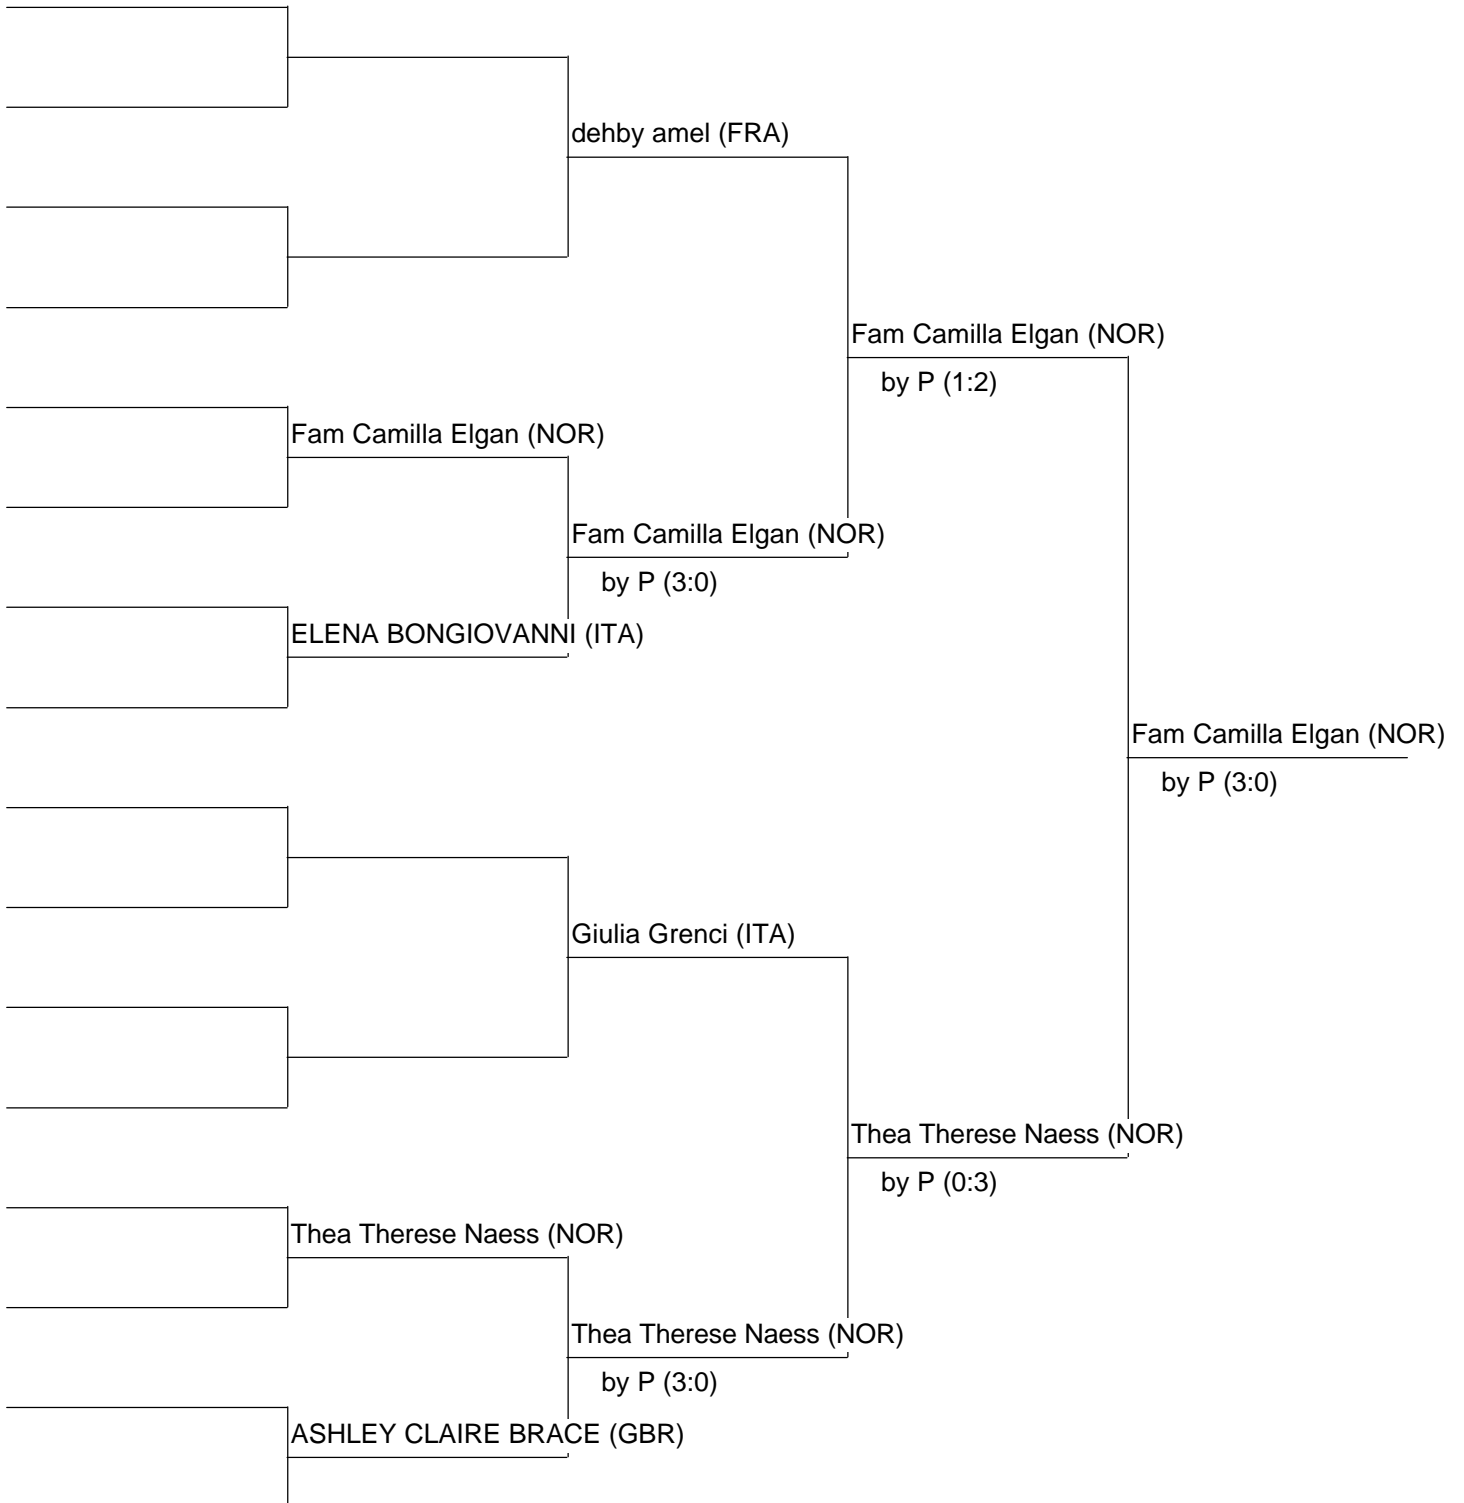 dehby amel (FRA)
Fam Camilla Elgan (NOR)
by P (1:2)
Fam Camilla Elgan (NOR)
Fam Camilla Elgan (NOR)
by P (3:0)
ELENA BONGIOVANNI (ITA)
Fam Camilla Elgan (NOR)
by P (3:0)
Giulia Grenci (ITA)
Thea Therese Naess (NOR)
by P (0:3)
Thea Therese Naess (NOR)
Thea Therese Naess (NOR)
by P (3:0)
ASHLEY CLAIRE BRACE (GBR)